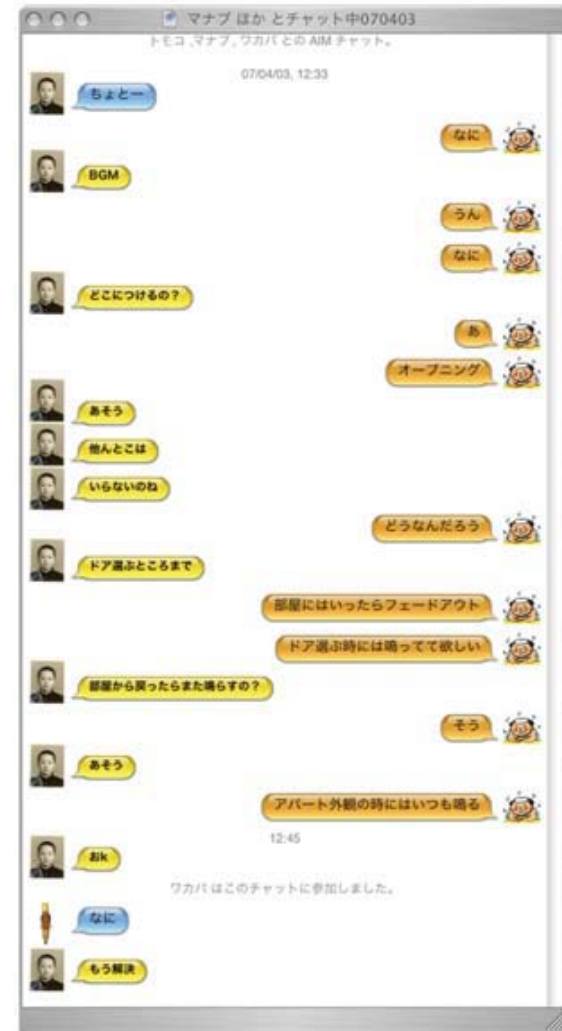 マナブ ほか とチャット中070403
トモコ ,マナブ , ワカバ との AIM チャット。
07/04/03, 12:33
ちょとー
なに
BGM
うん
なに
どこにつけるの？
あ
オープニング
あそう
他んとこは
いらないのね
どうなんだろう
ドア選ぶところまで
部屋にはいったらフェードアウト
ドア選ぶ時には鳴ってて欲しい
部屋から戻ったらまた鳴らすの？
そう
あそう
アパート外観の時にはいつも鳴る
12:45
おk
ワカバ はこのチャットに参加しました。
なに
もう解決